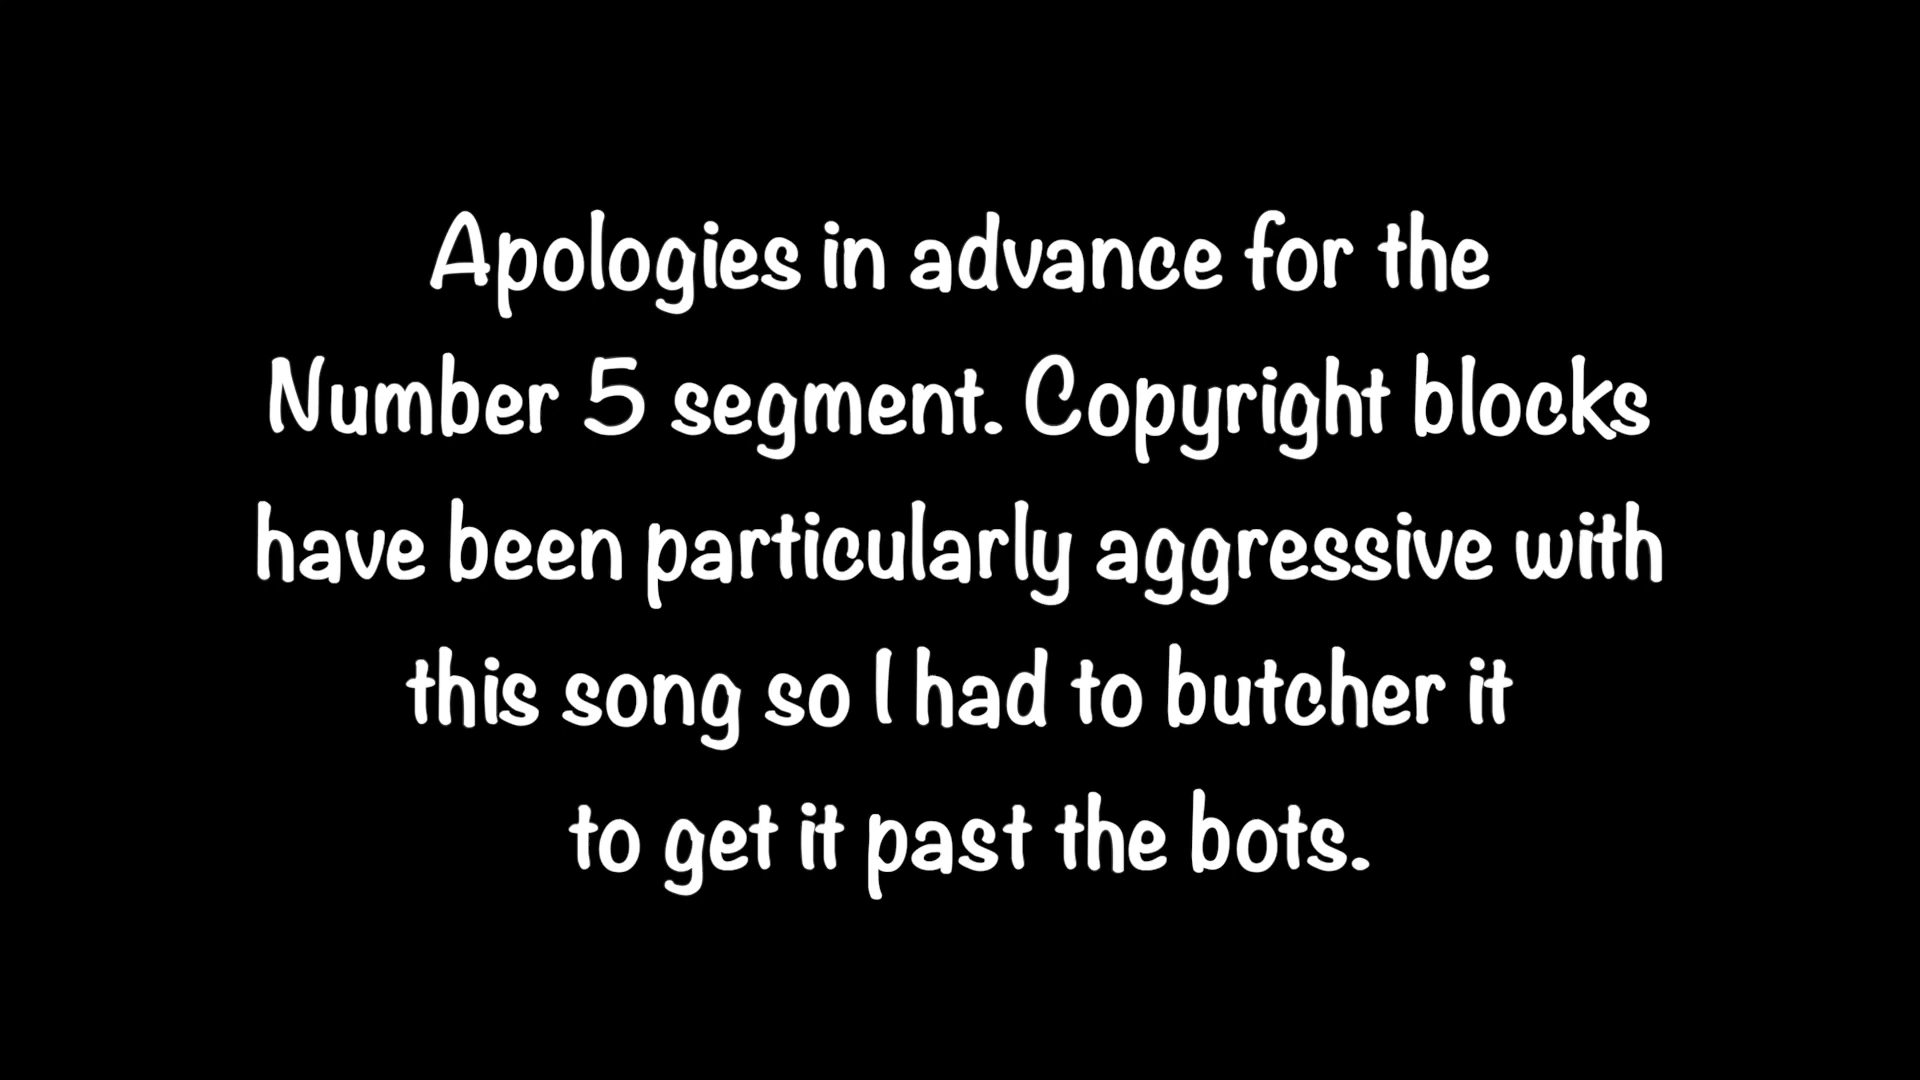 Apologies in advance for the
Number 5 segment. Copyright blocks
have been particularly aggressive with
this song so I had to butcher it
to get it past the bots.